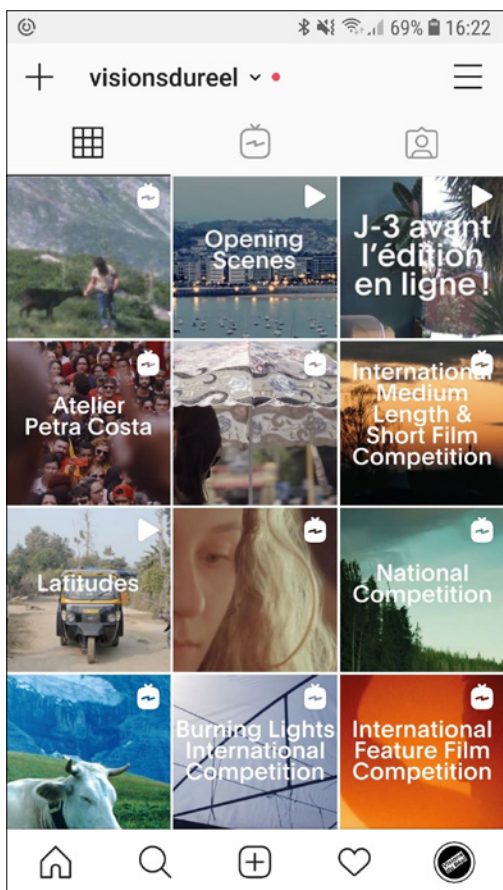 69% 16:22
visionsdureel
Opening
Scenes
J-3 avant
l'édition
en ligne !
Atelier
Petra Costa
International
Medium
Length &
Short Film
Competition
Latitudes
National
Competition
Burning Lights
International
Competition
International
Feature Film
Competition